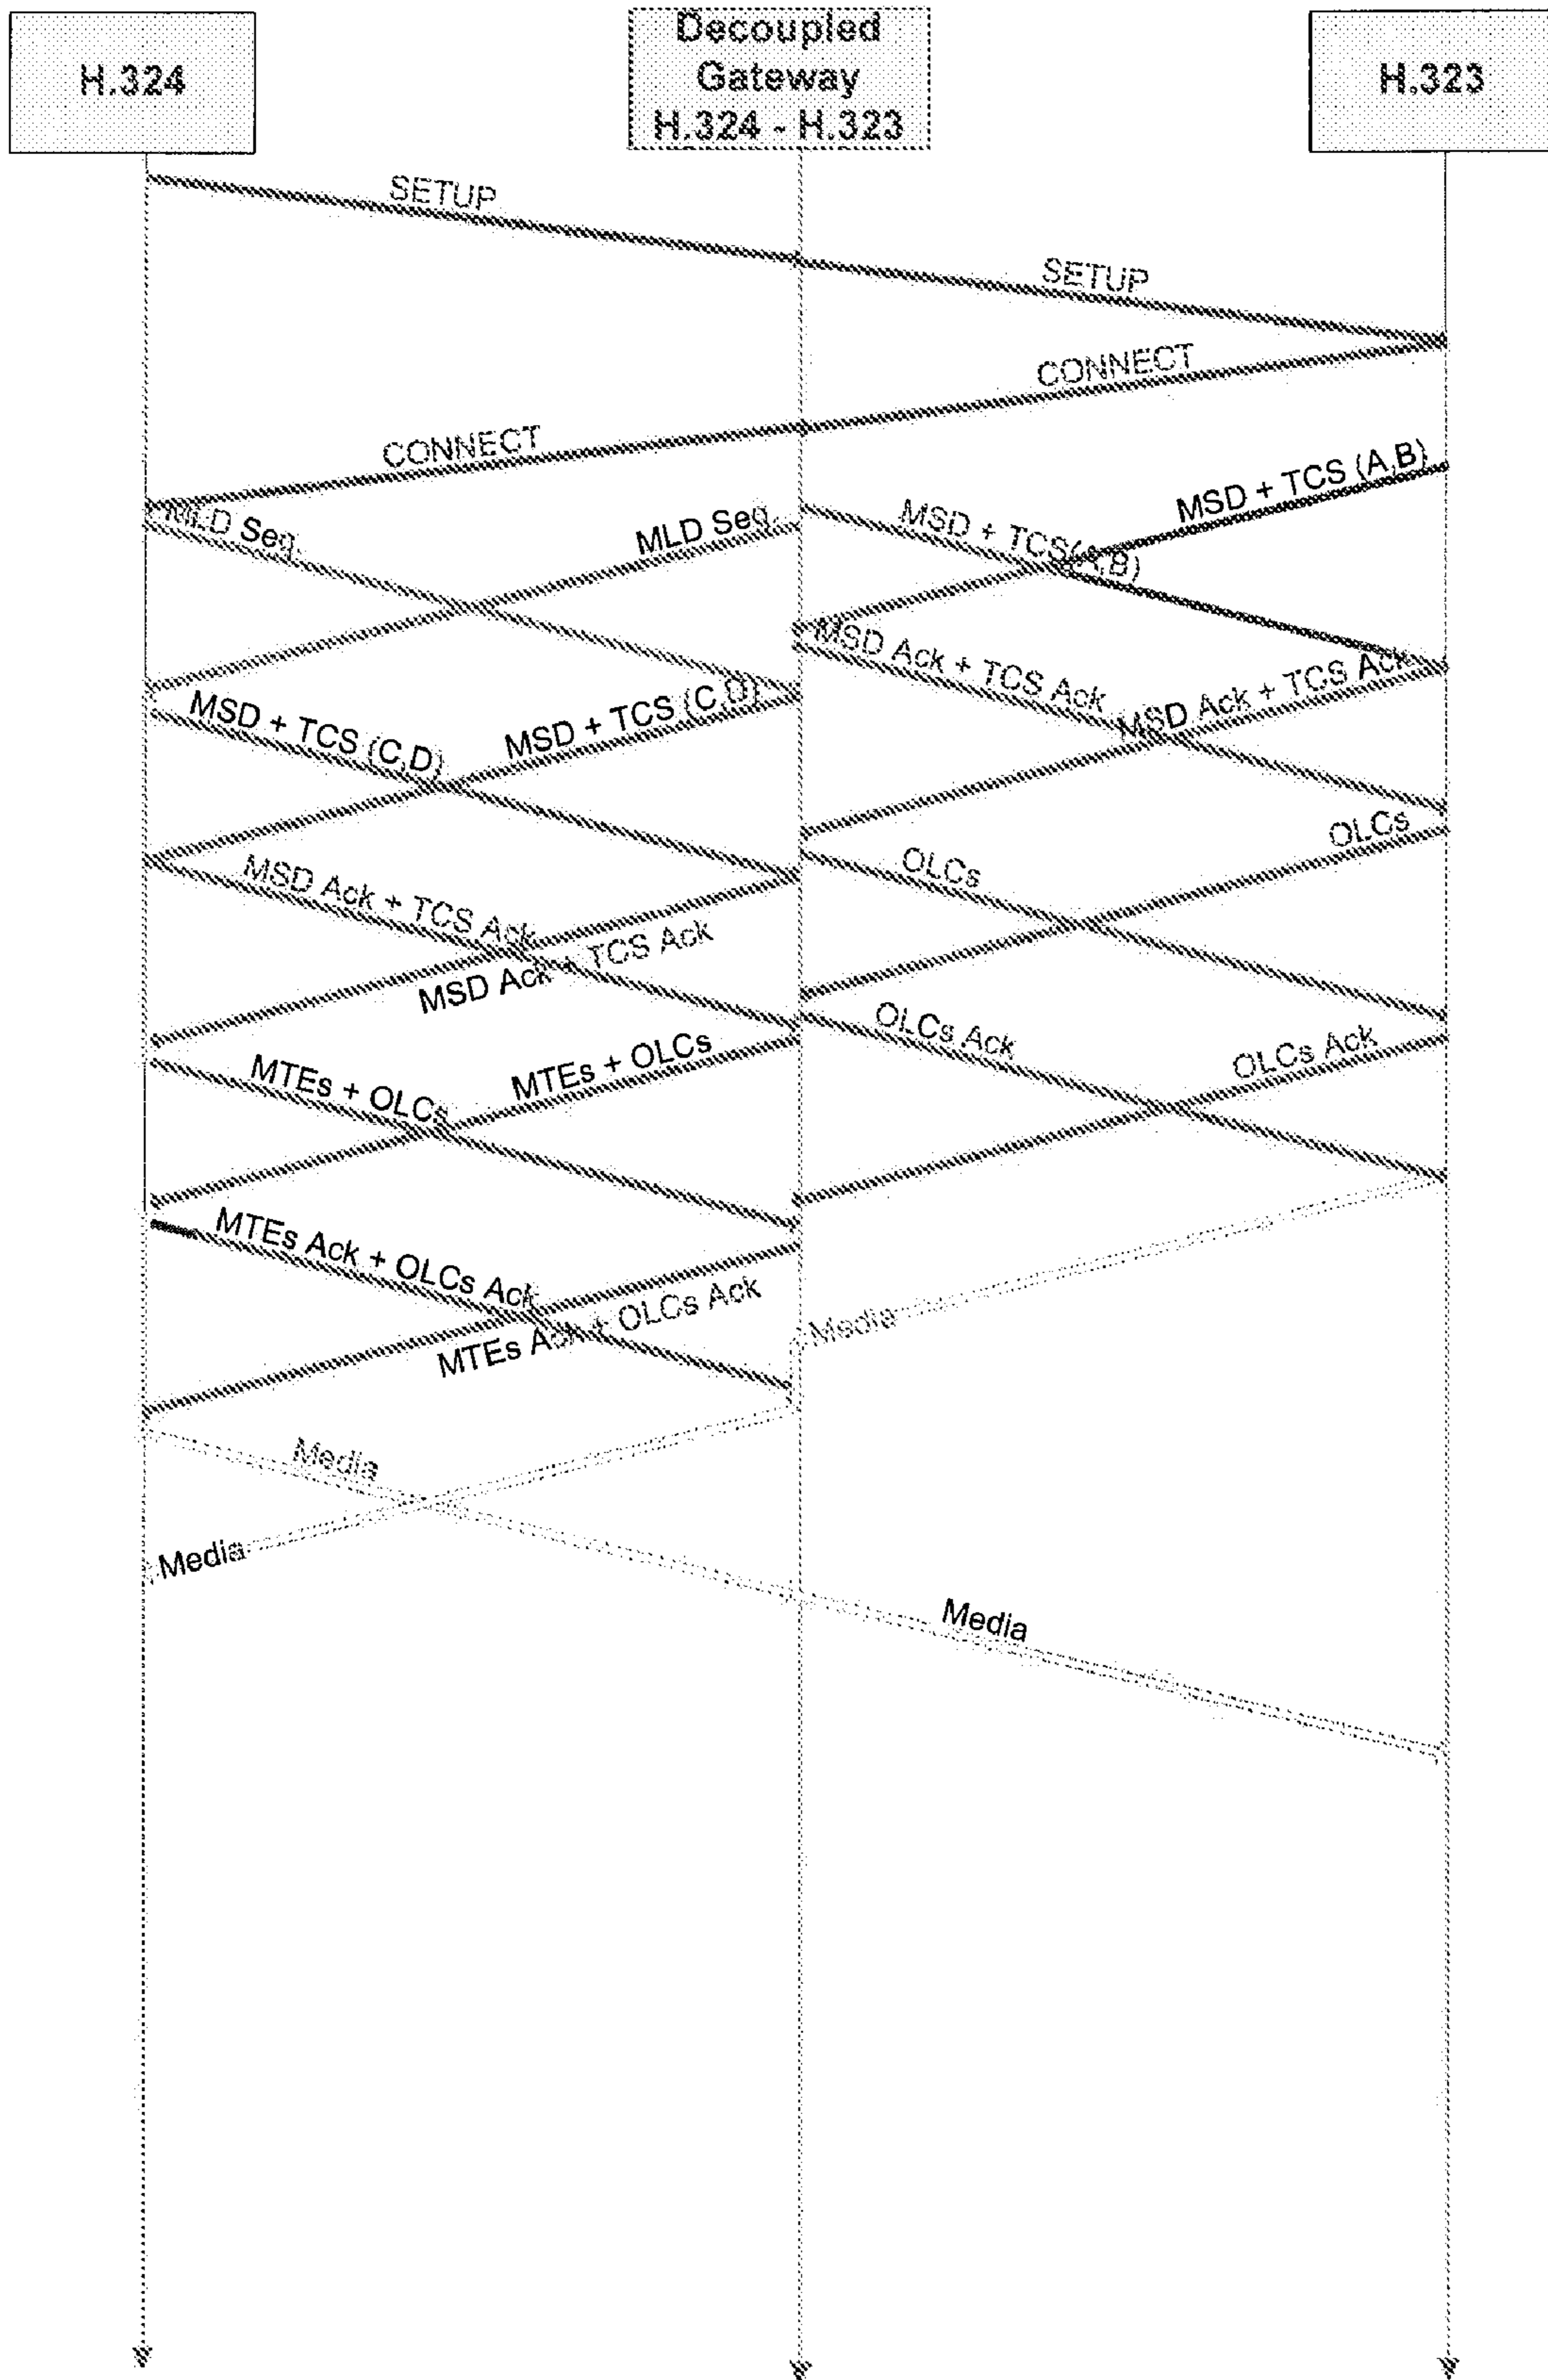 H.324
Decoupled
Gateway
H.324 - H.323
H.323
SETUP
SETUP
CONNECT
CONNECT
MSD + TCS (A,B)
MLD Seq.
MLD Seq.
MSD + TCS(A,B)
MSD Ack + TCS Ack
MSD Ack + TCS Ack
MSD + TCS (C,D)
MSD + TCS (C,D)
OLCs
OLCs
MSD Ack + TCS Ack
MSD Ack + TCS Ack
OLCs Ack
OLCs Ack
MTEs + OLCs
MTEs + OLCs
MTEs Ack + OLCs Ack
MTEs Ack + OLCs Ack
Media
Media
Media
Media